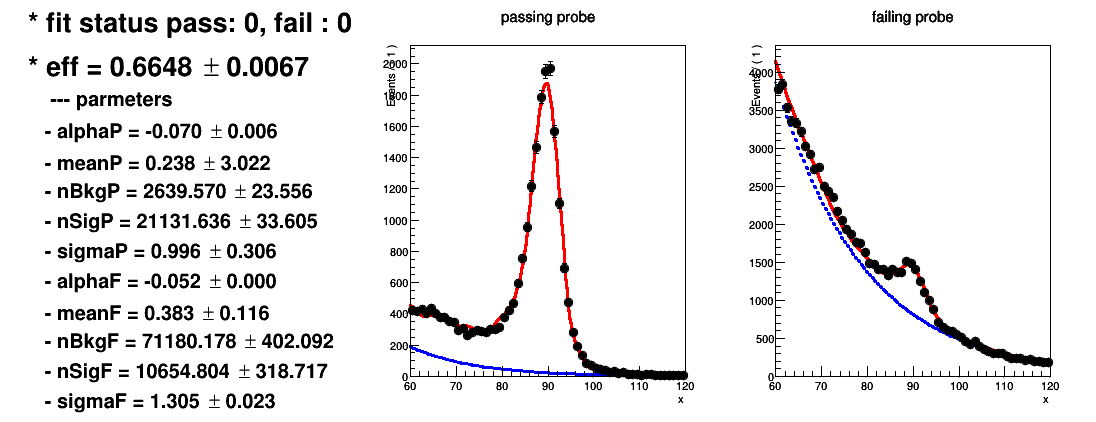 * fit status pass: 0, fail : 0
* eff = 0.6648 ± 0.0067
--- parmeters
- alphaP = -0.070 ± 0.006
- meanP = 0.238 ± 3.022
- nBkgP = 2639.570 ± 23.556
- nSigP = 21131.636 ± 33.605
- sigmaP = 0.996 ± 0.306
- alphaF = -0.052 ± 0.000
- meanF = 0.383 ± 0.116
- nBkgF = 71180.178 ± 402.092
- nSigF = 10654.804 ± 318.717
- sigmaF = 1.305 ± 0.023
passing probe
Events / ( 1 )
2000
1800
1600
1400
1200
1000
800
600
400
200
0
60 70 80 90 100 110 120
x
failing probe
Events / ( 1 )
4000
3500
3000
2500
2000
1500
1000
500
0
60 70 80 90 100 110 120
x